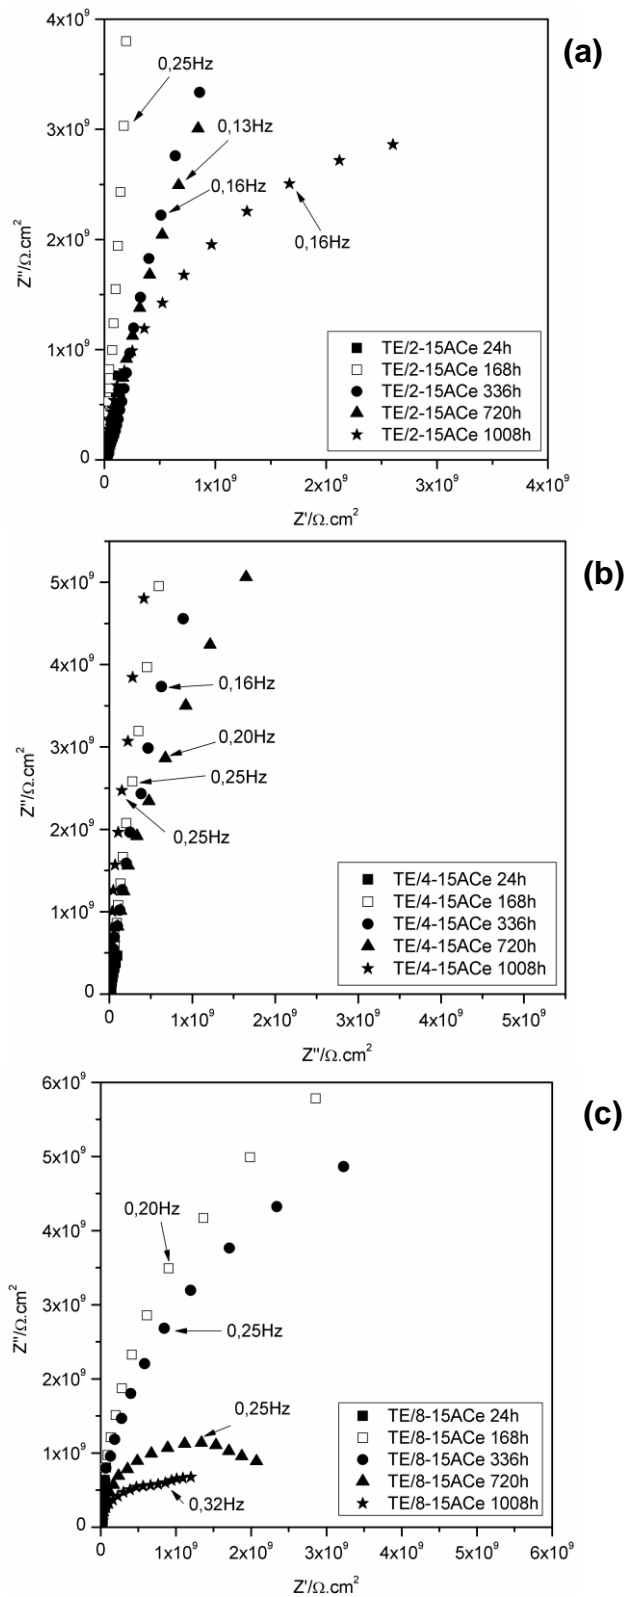 (a)
4x10⁹
3x10⁹
2x10⁹
1x10⁹
0
Z''/Ω.cm²
0,25Hz
0,13Hz
0,16Hz
0,16Hz
TE/2-15ACe 24h
TE/2-15ACe 168h
TE/2-15ACe 336h
TE/2-15ACe 720h
TE/2-15ACe 1008h
0 1x10⁹ 2x10⁹ 3x10⁹ 4x10⁹
Z'/Ω.cm²
(b)
5x10⁹
4x10⁹
3x10⁹
2x10⁹
1x10⁹
0
Z''/Ω.cm²
0,16Hz
0,20Hz
0,25Hz
0,25Hz
TE/4-15ACe 24h
TE/4-15ACe 168h
TE/4-15ACe 336h
TE/4-15ACe 720h
TE/4-15ACe 1008h
0 1x10⁹ 2x10⁹ 3x10⁹ 4x10⁹ 5x10⁹
Z''/Ω.cm²
(c)
6x10⁹
5x10⁹
4x10⁹
3x10⁹
2x10⁹
1x10⁹
0
Z''/Ω.cm²
0,20Hz
0,25Hz
0,25Hz
0,32Hz
TE/8-15ACe 24h
TE/8-15ACe 168h
TE/8-15ACe 336h
TE/8-15ACe 720h
TE/8-15ACe 1008h
0 1x10⁹ 2x10⁹ 3x10⁹ 4x10⁹ 5x10⁹ 6x10⁹
Z'/Ω.cm²